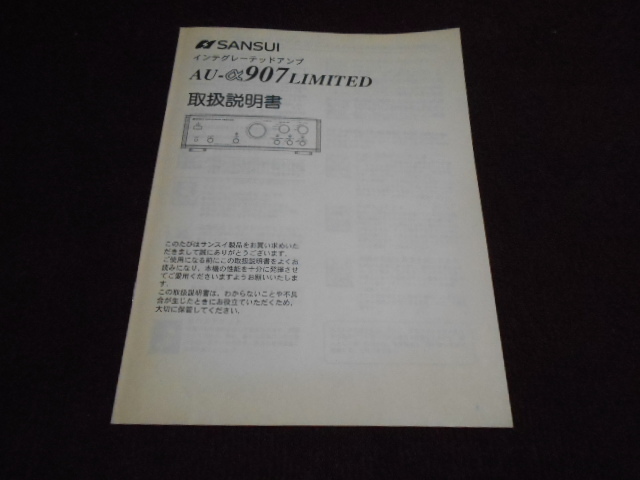 SANSUI
インテグレーテッドアンプ
AU-α907LIMITED
取扱説明書
このたびはサンスイ製品をお買い求めいた
だきまして誠にありがとうございます.
ご使用になる前にこの取扱説明書をよくお
読みになり、本機の性能を十分に発揮させ
てご愛用くださいますようお願いいたしま
す.
この取扱説明書は、わからないことや不具
合が生じたときにお役立ていただくため、
大切に保管してください.